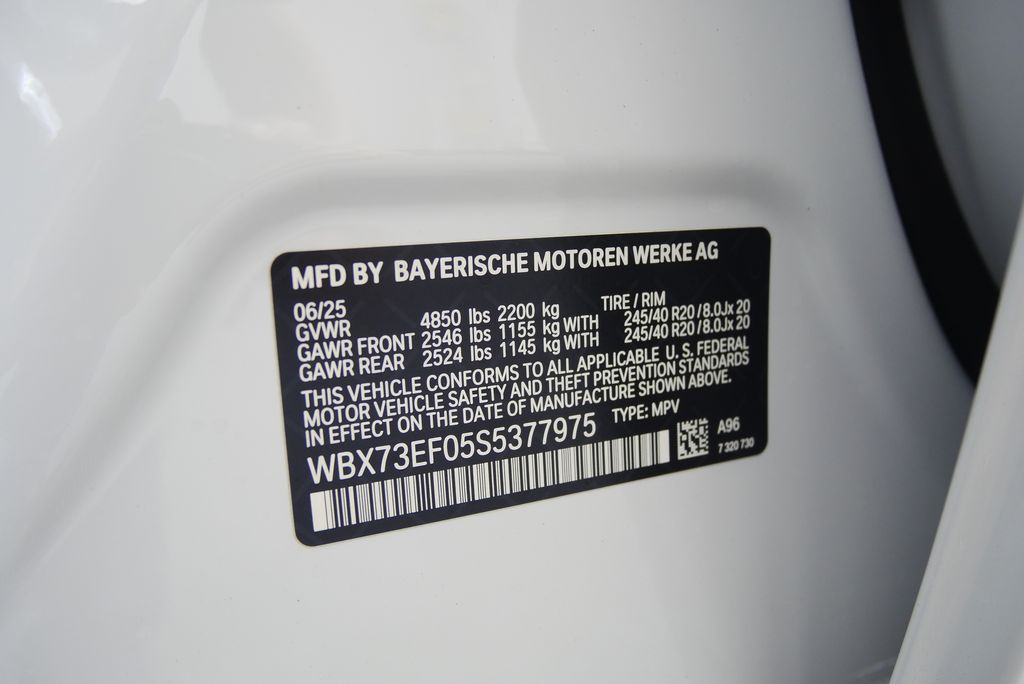 MFD BY BAYERISCHE MOTOREN WERKE AG
06/25 TIRE / RIM
GVWR 4850 lbs 2200 kg
GAWR FRONT 2546 lbs 1155 kg WITH 245/40 R20 /8.0Jx 20
GAWR REAR 2524 lbs 1145 kg WITH 245/40 R20 /8.0Jx 20
THIS VEHICLE CONFORMS TO ALL APPLICABLE U. S. FEDERAL
MOTOR VEHICLE SAFETY AND THEFT PREVENTION STANDARDS
IN EFFECT ON THE DATE OF MANUFACTURE SHOWN ABOVE.
WBX73EF05S5377975 TYPE: MPV
A96
7 320 730